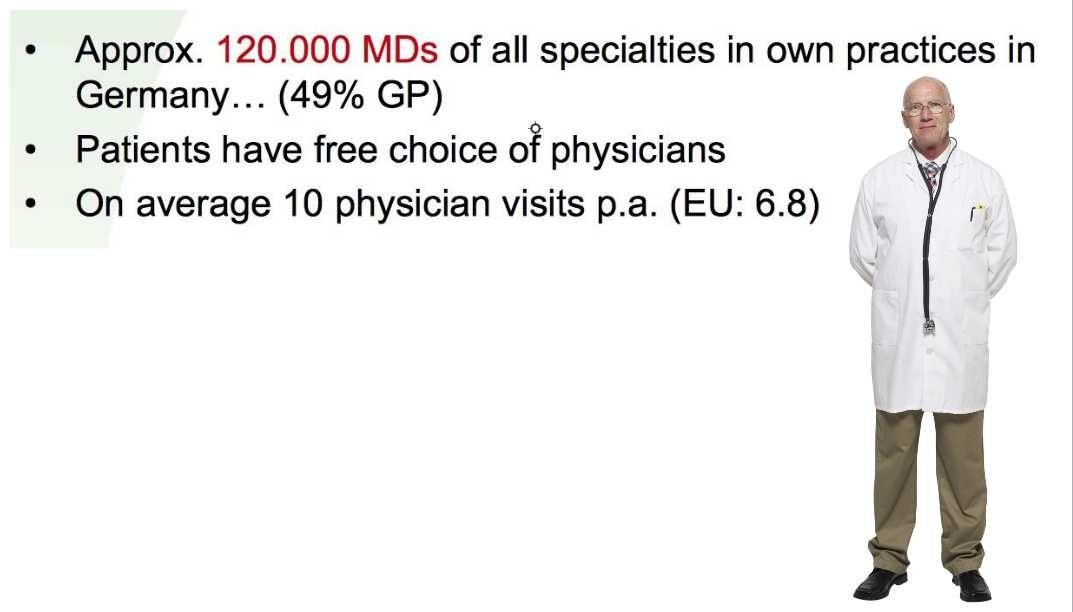 • Approx. 120.000 MDs of all specialties in own practices in
Germany… (49% GP)
• Patients have free choice of physicians
• On average 10 physician visits p.a. (EU: 6.8)